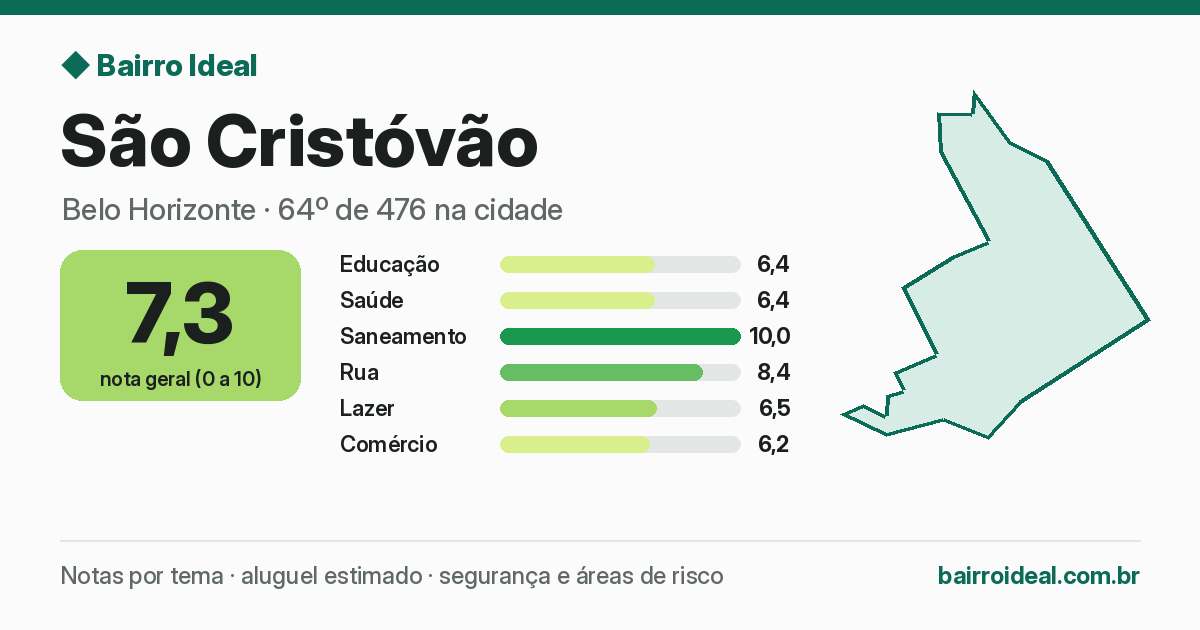 Bairro Ideal
São Cristóvão
Belo Horizonte · 64º de 476 na cidade
7,3
nota geral (0 a 10)
Educação 6,4
Saúde 6,4
Saneamento 10,0
Rua 8,4
Lazer 6,5
Comércio 6,2
Notas por tema · aluguel estimado · segurança e áreas de risco
bairroideal.com.br